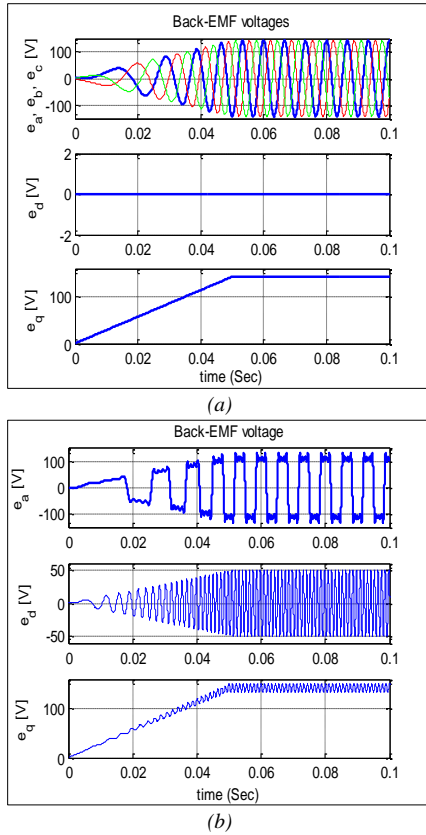 Back-EMF voltages
e_a, e_b, e_c [V]
100
0
-100
0 0.02 0.04 0.06 0.08 0.1
e_d [V]
2
0
-2
0 0.02 0.04 0.06 0.08 0.1
e_q [V]
100
0
0 0.02 0.04 0.06 0.08 0.1
time (Sec)
(a)
Back-EMF voltage
e_a [V]
100
0
-100
0 0.02 0.04 0.06 0.08 0.1
e_d [V]
50
0
-50
0 0.02 0.04 0.06 0.08 0.1
e_q [V]
100
0
0 0.02 0.04 0.06 0.08 0.1
time (Sec)
(b)